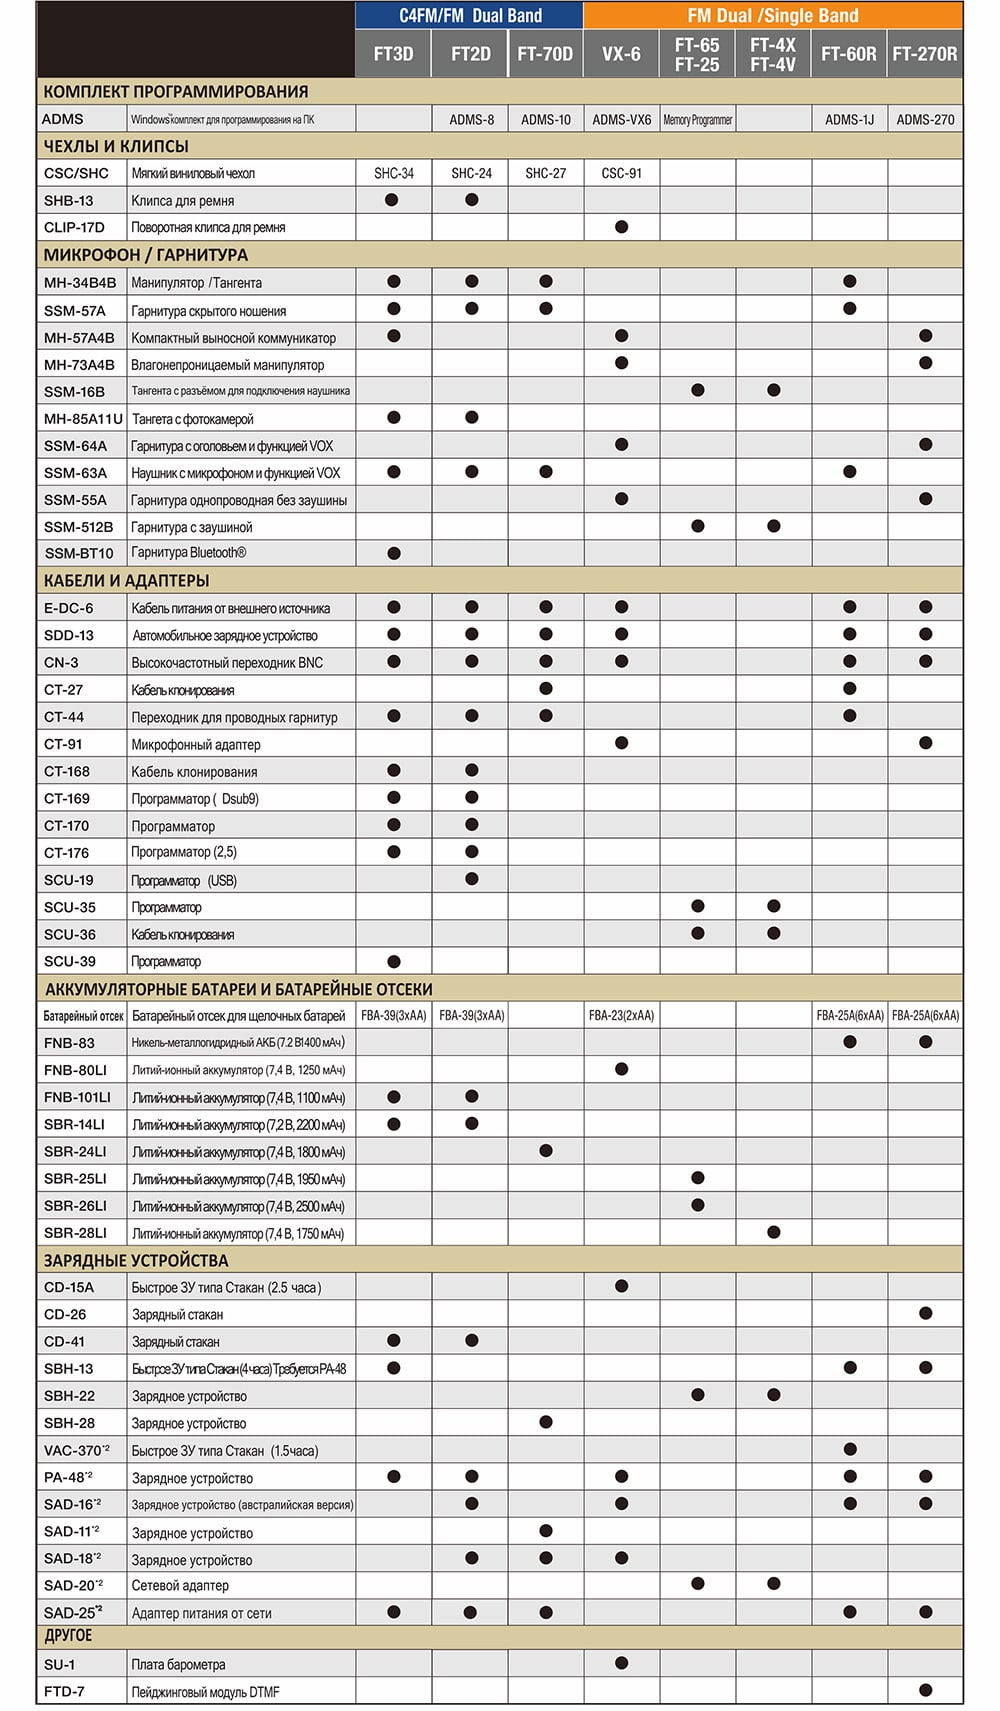 C4FM/FM Dual Band FM Dual /Single Band
FT3D FT2D FT-70D VX-6 FT-65 FT-25 FT-4X FT-4V FT-60R FT-270R
КОМПЛЕКТ ПРОГРАММИРОВАНИЯ
ADMS Windows™комплект для программирования на ПК ADMS-8 ADMS-10 ADMS-VX6 Memory Programmer ADMS-1J ADMS-270
ЧЕХЛЫ И КЛИПСЫ
CSC/SHC Мягкий виниловый чехол SHC-34 SHC-24 SHC-27 CSC-91
SHB-13 Клипса для ремня ● ●
CLIP-17D Поворотная клипса для ремня ●
МИКРОФОН / ГАРНИТУРА
MH-34B4B Манипулятор /Тангента ● ● ● ●
SSM-57A Гарнитура скрытого ношения ● ● ● ●
MH-57A4B Компактный выносной коммуникатор ● ● ●
MH-73A4B Влагонепроницаемый манипулятор ● ●
SSM-16B Тангента с разъёмом для подключения наушника ● ●
MH-85A11U Тангета с фотокамерой ● ●
SSM-64A Гарнитура с оголовьем и функцией VOX ● ●
SSM-63A Наушник с микрофоном и функцией VOX ● ● ● ●
SSM-55A Гарнитура однопроводная без заушины ● ●
SSM-512B Гарнитура с заушиной ● ●
SSM-BT10 Гарнитура Bluetooth® ●
КАБЕЛИ И АДАПТЕРЫ
E-DC-6 Кабель питания от внешнего источника ● ● ● ● ● ●
SDD-13 Автомобильное зарядное устройство ● ● ● ● ● ●
CN-3 Высокочастотный переходник BNC ● ● ● ● ● ●
CT-27 Кабель клонирования ● ●
CT-44 Переходник для проводных гарнитур ● ● ● ●
CT-91 Микрофонный адаптер ● ●
CT-168 Кабель клонирования ● ●
CT-169 Программатор ( Dsub9) ● ●
CT-170 Программатор ● ●
CT-176 Программатор (2,5) ● ●
SCU-19 Программатор (USB) ●
SCU-35 Программатор ● ●
SCU-36 Кабель клонирования ● ●
SCU-39 Программатор ●
АККУМУЛЯТОРНЫЕ БАТАРЕИ И БАТАРЕЙНЫЕ ОТСЕКИ
Батарейный отсек Батарейный отсек для щелочных батарей FBA-39(3xAA) FBA-39(3xAA) FBA-23(2xAA) FBA-25A(6xAA) FBA-25A(6xAA)
FNB-83 Никель-металлогидридный АКБ (7.2 В1400 мАч) ● ●
FNB-80LI Литий-ионный аккумулятор (7,4 В, 1250 мАч) ●
FNB-101LI Литий-ионный аккумулятор (7,4 В, 1100 мАч) ● ●
SBR-14LI Литий-ионный аккумулятор (7,2 В, 2200 мАч) ● ●
SBR-24LI Литий-ионный аккумулятор (7,4 В, 1800 мАч) ●
SBR-25LI Литий-ионный аккумулятор (7,4 В, 1950 мАч) ●
SBR-26LI Литий-ионный аккумулятор (7,4 В, 2500 мАч) ●
SBR-28LI Литий-ионный аккумулятор (7,4 В, 1750 мАч) ●
ЗАРЯДНЫЕ УСТРОЙСТВА
CD-15A Быстрое ЗУ типа Стакан (2.5 часа ) ●
CD-26 Зарядный стакан ●
CD-41 Зарядный стакан ● ●
SBH-13 Быстрое ЗУ типа Стакан (4 часа) Требуется PA-48 ● ● ●
SBH-22 Зарядное устройство ● ●
SBH-28 Зарядное устройство ●
VAC-370*2 Быстрое ЗУ типа Стакан (1.5часа) ●
PA-48*2 Зарядное устройство ● ● ● ● ●
SAD-16*2 Зарядное устройство (австралийская версия) ● ● ● ●
SAD-11*2 Зарядное устройство ●
SAD-18*2 Зарядное устройство ● ● ●
SAD-20*2 Сетевой адаптер ● ●
SAD-25*2 Адаптер питания от сети ● ● ● ● ●
ДРУГОЕ
SU-1 Плата барометра ●
FTD-7 Пейджинговый модуль DTMF ●